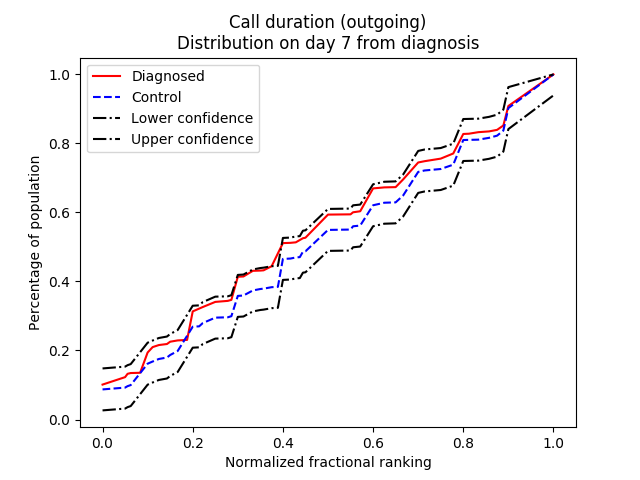 Call duration (outgoing)
Distribution on day 7 from diagnosis
Diagnosed
Control
Lower confidence
Upper confidence
Percentage of population
1.0
0.8
0.6
0.4
0.2
0.0
0.0 0.2 0.4 0.6 0.8 1.0
Normalized fractional ranking